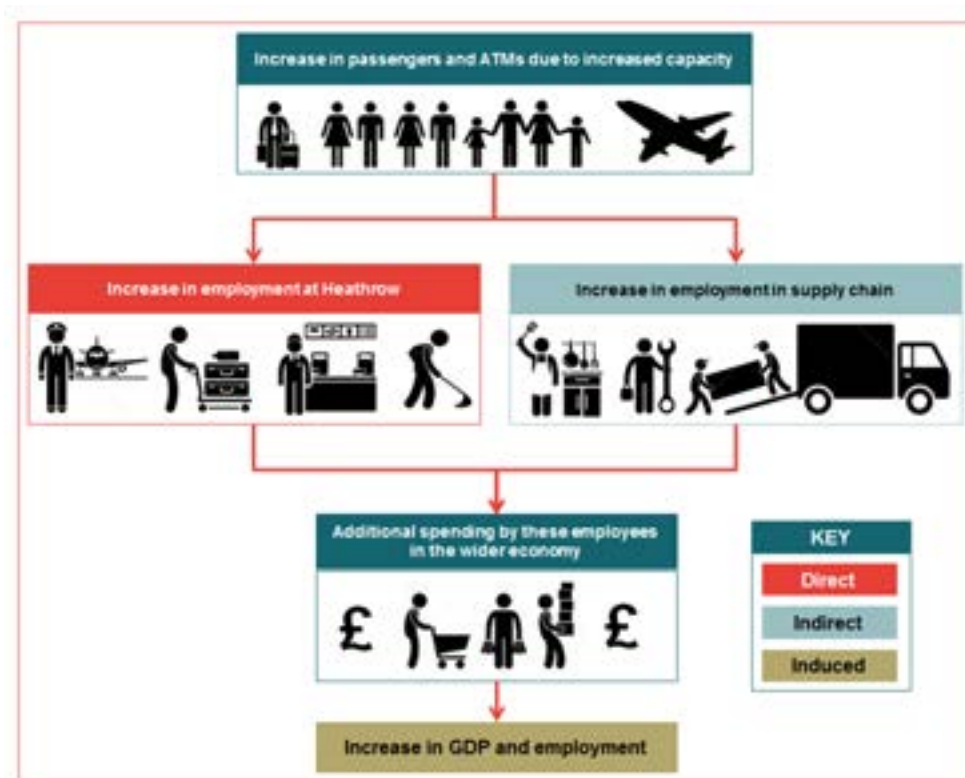 Increase in passengers and ATMs due to increased capacity
Increase in employment at Heathrow
Increase in employment in supply chain
Additional spending by these employees
in the wider economy
£
£
KEY
Direct
Indirect
Induced
Increase in GDP and employment